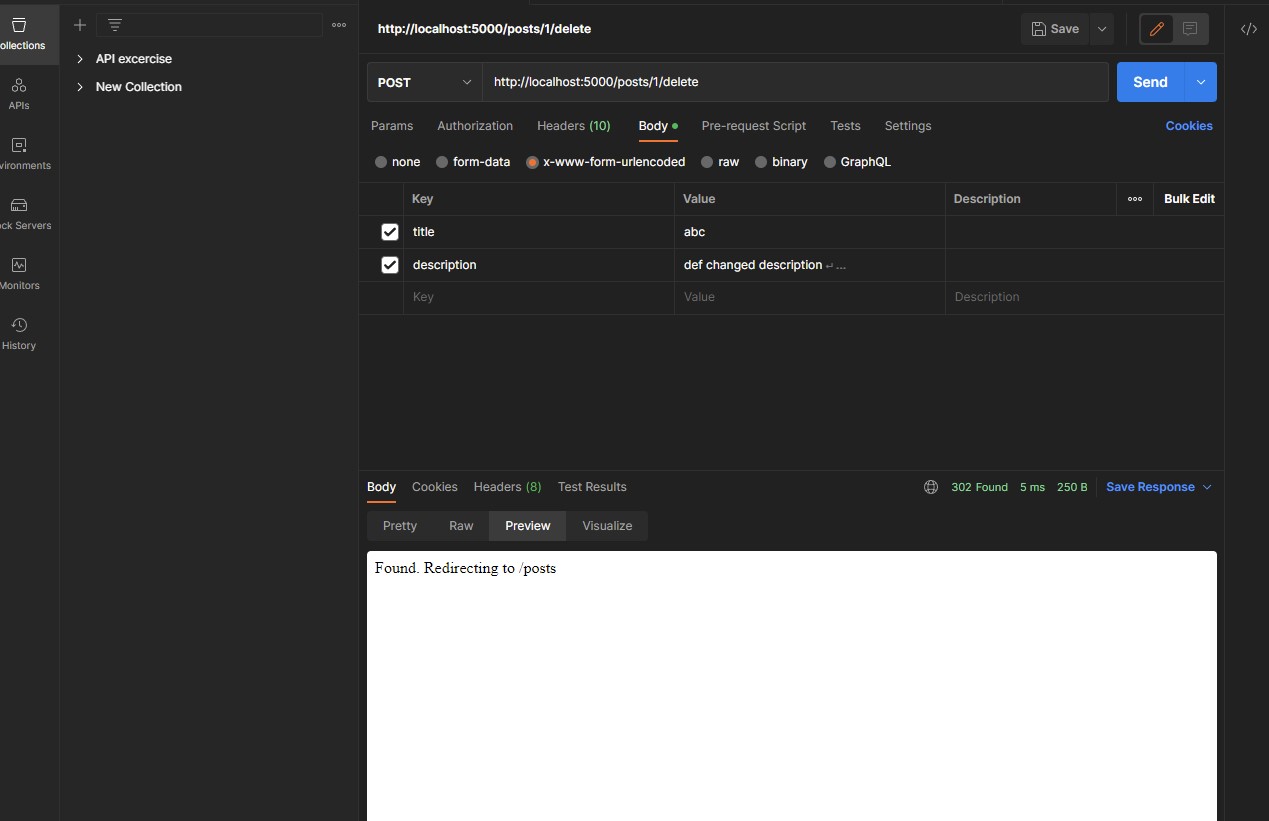 http://localhost:5000/posts/1/delete
Save
ollections
API excercise
New Collection
POST
http://localhost:5000/posts/1/delete
Send
APIs
Params Authorization Headers (10) Body Pre-request Script Tests Settings Cookies
vironments
none form-data x-www-form-urlencoded raw binary GraphQL
Key Value Description Bulk Edit
ock Servers
title abc
description def changed description ↵ ...
Key Value Description
Monitors
History
Body Cookies Headers (8) Test Results 302 Found 5 ms 250 B Save Response
Pretty Raw Preview Visualize
Found. Redirecting to /posts